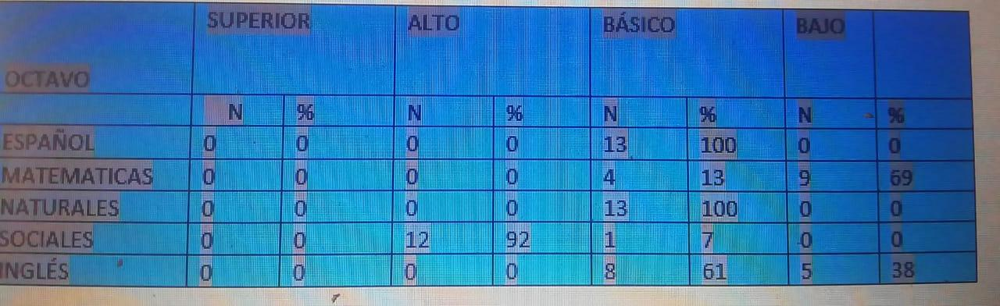 SUPERIOR ALTO BÁSICO BAJO
OCTAVO
N % N % N % N %
ESPAÑOL 0 0 0 0 13 100 0 0
MATEMATICAS 0 0 0 0 4 13 9 69
NATURALES 0 0 0 0 13 100 0 0
SOCIALES 0 0 12 92 1 7 0 0
INGLÉS 0 0 0 0 8 61 5 38